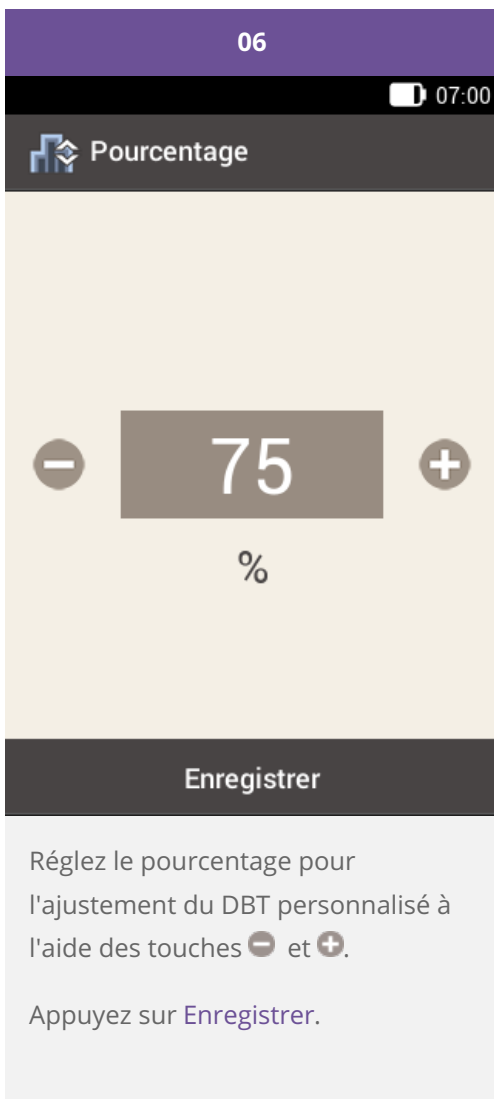 06
07:00
Pourcentage
75
%
Enregistrer
Réglez le pourcentage pour
l'ajustement du DBT personnalisé à
l'aide des touches et .
Appuyez sur Enregistrer.